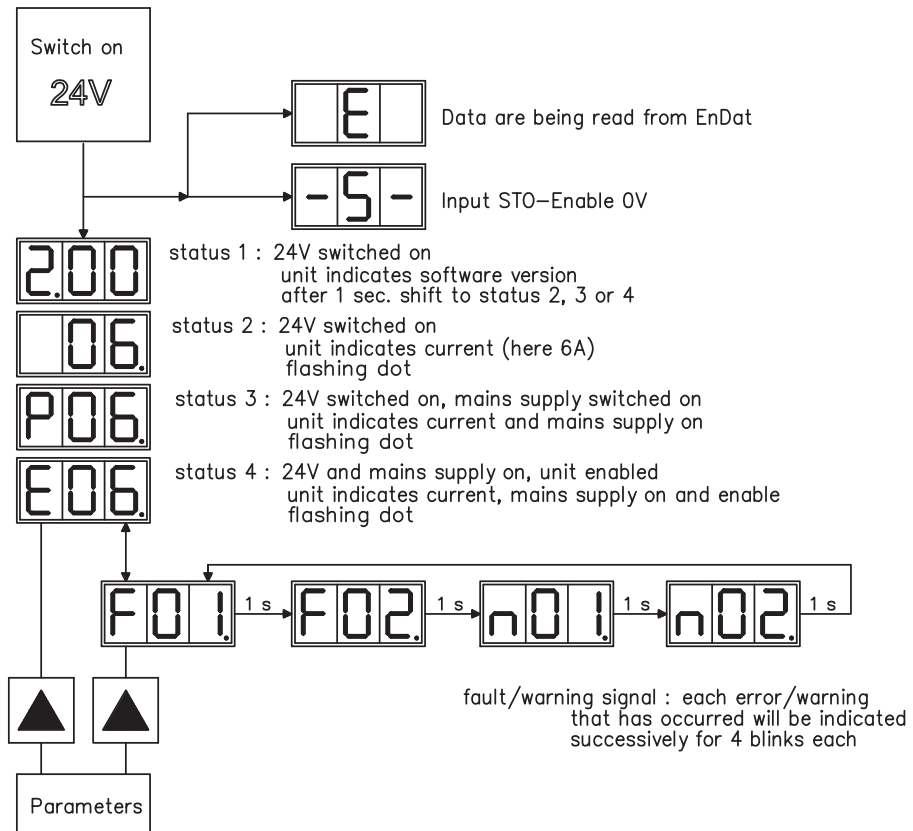 Switch on
24V
E
Data are being read from EnDat
-S-
Input STO-Enable 0V
2.00
status 1 : 24V switched on
unit indicates software version
after 1 sec. shift to status 2, 3 or 4
06.
status 2 : 24V switched on
unit indicates current (here 6A)
flashing dot
P06.
status 3 : 24V switched on, mains supply switched on
unit indicates current and mains supply on
flashing dot
E06.
status 4 : 24V and mains supply on, unit enabled
unit indicates current, mains supply on and enable
flashing dot
F01. 1 s F02. 1 s n01. 1 s n02. 1 s
fault/warning signal : each error/warning
that has occurred will be indicated
successively for 4 blinks each
Parameters